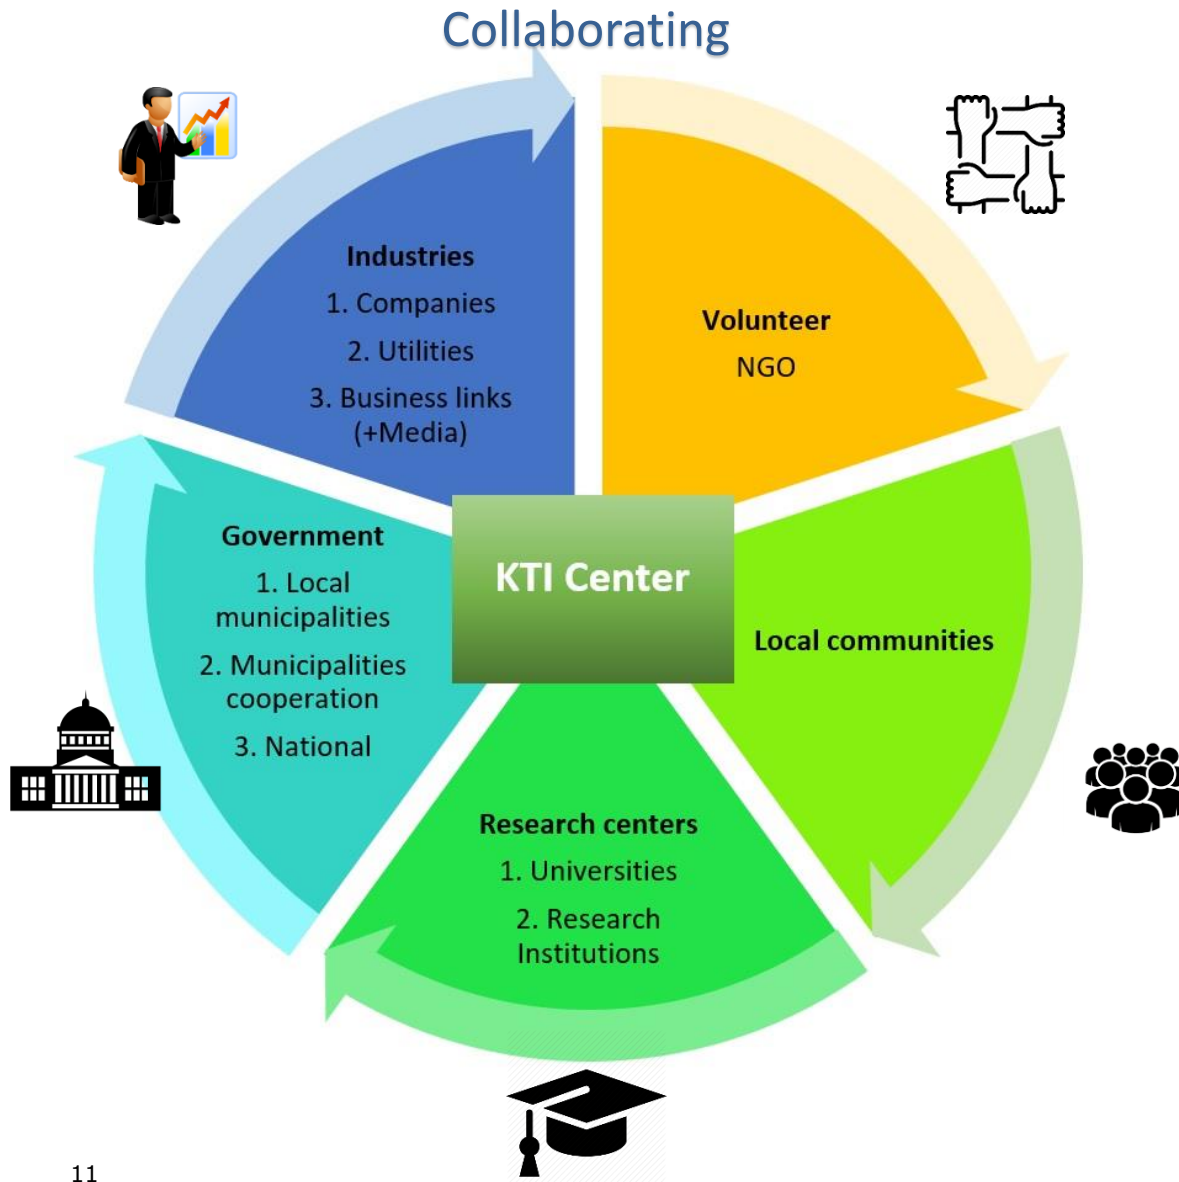 Collaborating
Industries
1. Companies
2. Utilities
3. Business links
(+Media)
Volunteer
NGO
Government
1. Local
municipalities
2. Municipalities
cooperation
3. National
KTI Center
Local communities
Research centers
1. Universities
2. Research
Institutions
11